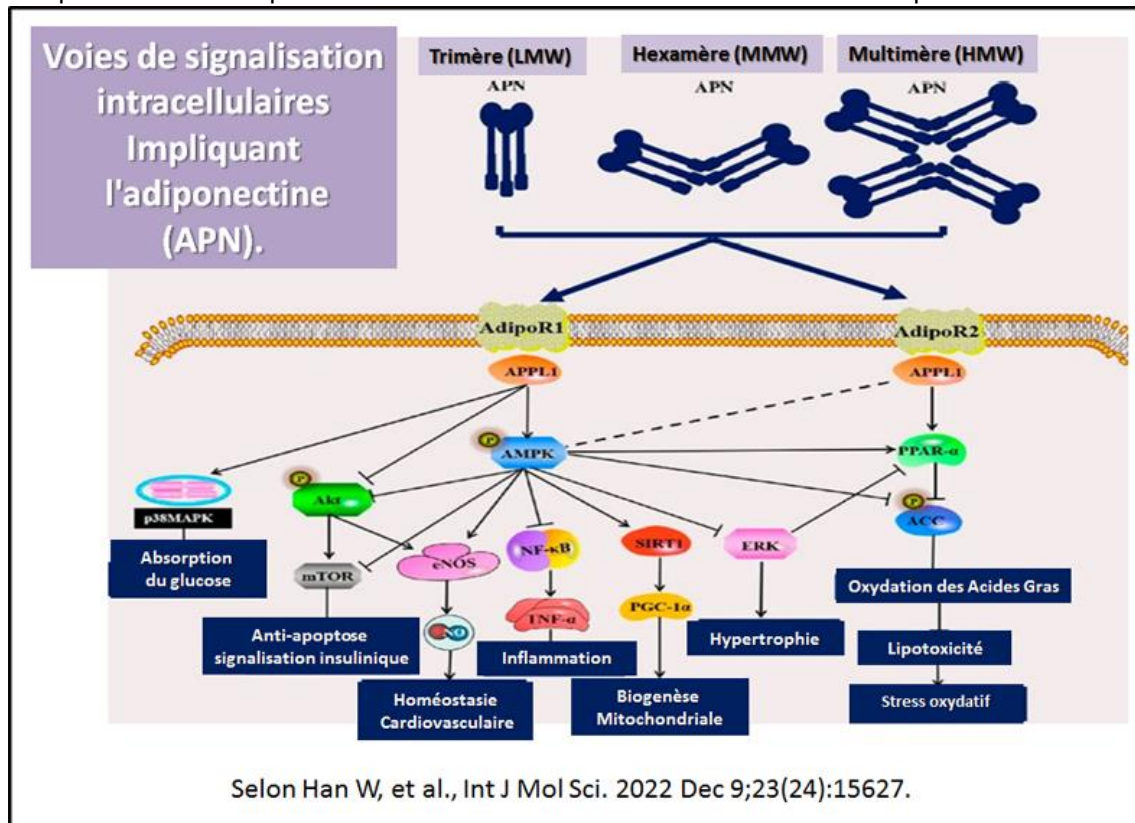 Voies de signalisation
intracellulaires
Impliquant
l'adiponectine
(APN).
Trimère (LMW)
Hexamère (MMW)
Multimère (HMW)
APN
APN
APN
AdipoR1
AdipoR2
APPL1
APPL1
P
AMPK
PPAR-α
P
Akt
P
ACC
p38MAPK
mTOR
eNOS
NF-κB
SIRT1
ERK
Absorption
du glucose
NO
TNF-α
PGC-1α
Oxydation des Acides Gras
Anti-apoptose
signalisation insulinique
Inflammation
Hypertrophie
Lipotoxicité
Homéostasie
Cardiovasculaire
Biogenèse
Mitochondriale
Stress oxydatif
Selon Han W, et al., Int J Mol Sci. 2022 Dec 9;23(24):15627.